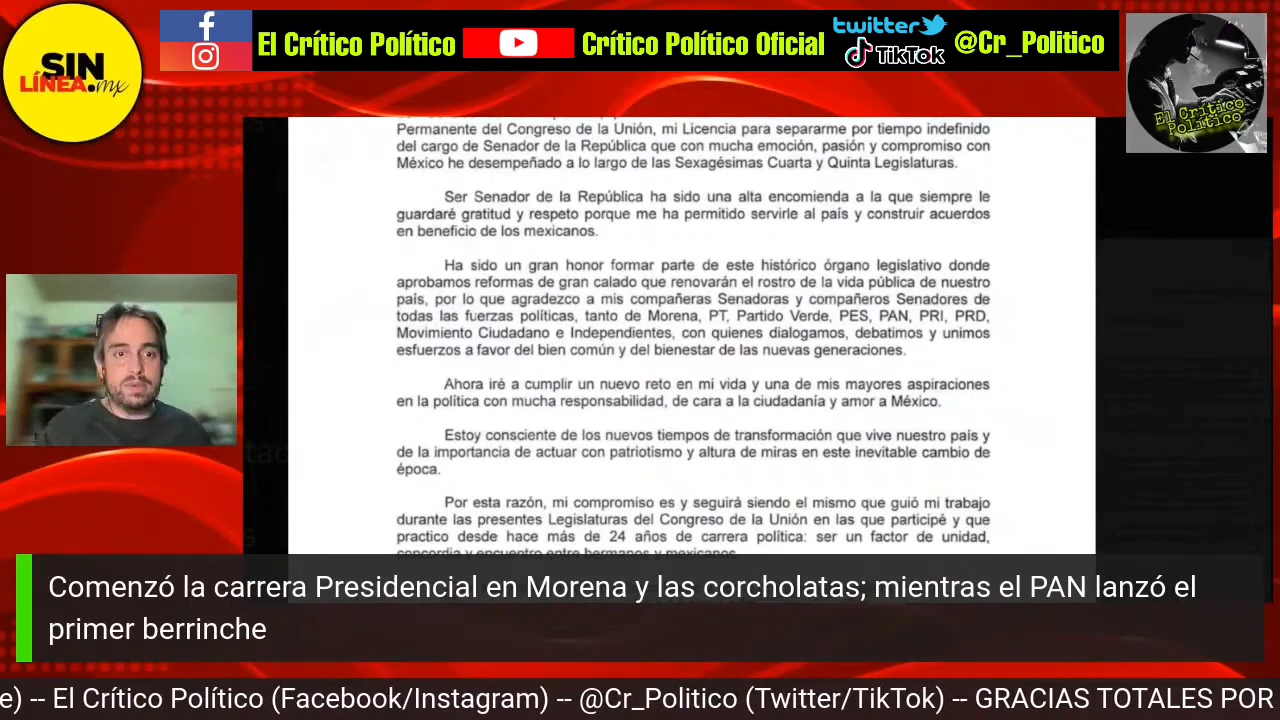 SIN
LÍNEA.mx
El Crítico Político
Crítico Político Oficial
twitter
TikTok
@Cr_Politico
El Crítico
Político
Permanente del Congreso de la Unión, mi Licencia para separarme por tiempo indefinido
del cargo de Senador de la República que con mucha emoción, pasión y compromiso con
México he desempeñado a lo largo de las Sexagésimas Cuarta y Quinta Legislaturas.
Ser Senador de la República ha sido una alta encomienda a la que siempre le
guardaré gratitud y respeto porque me ha permitido servirle al país y construir acuerdos
en beneficio de los mexicanos.
Ha sido un gran honor formar parte de este histórico órgano legislativo donde
aprobamos reformas de gran calado que renovarán el rostro de la vida pública de nuestro
país, por lo que agradezco a mis compañeras Senadoras y compañeros Senadores de
todas las fuerzas políticas, tanto de Morena, PT, Partido Verde, PES, PAN, PRI, PRD,
Movimiento Ciudadano e Independientes, con quienes dialogamos, debatimos y unimos
esfuerzos a favor del bien común y del bienestar de las nuevas generaciones.
Ahora iré a cumplir un nuevo reto en mi vida y una de mis mayores aspiraciones
en la política con mucha responsabilidad, de cara a la ciudadanía y amor a México.
Estoy consciente de los nuevos tiempos de transformación que vive nuestro país y
de la importancia de actuar con patriotismo y altura de miras en este inevitable cambio de
época.
Por esta razón, mi compromiso es y seguirá siendo el mismo que guió mi trabajo
durante las presentes Legislaturas del Congreso de la Unión en las que participé y que
practico desde hace más de 24 años de carrera política: ser un factor de unidad,
concordia y encuentro entre hermanos y mexicanos.
Comenzó la carrera Presidencial en Morena y las corcholatas; mientras el PAN lanzó el
primer berrinche
e) -- El Crítico Político (Facebook/Instagram) -- @Cr_Politico (Twitter/TikTok) -- GRACIAS TOTALES POR